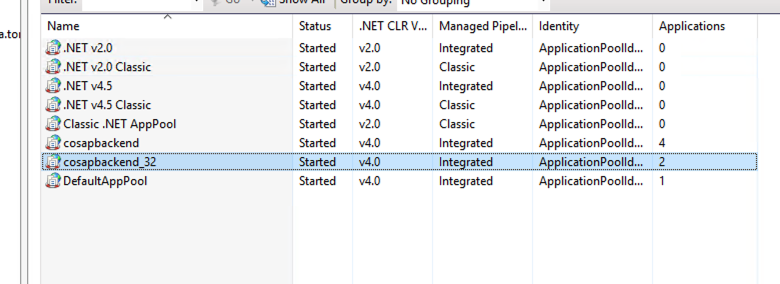 Filter: Go Show All Group by: No Grouping
Name Status .NET CLR V... Managed Pipel... Identity Applications
.NET v2.0 Started v2.0 Integrated ApplicationPoolId... 0
.NET v2.0 Classic Started v2.0 Classic ApplicationPoolId... 0
.NET v4.5 Started v4.0 Integrated ApplicationPoolId... 0
.NET v4.5 Classic Started v4.0 Classic ApplicationPoolId... 0
Classic .NET AppPool Started v2.0 Classic ApplicationPoolId... 0
cosapbackend Started v4.0 Integrated ApplicationPoolId... 4
cosapbackend_32 Started v4.0 Integrated ApplicationPoolId... 2
DefaultAppPool Started v4.0 Integrated ApplicationPoolId... 1